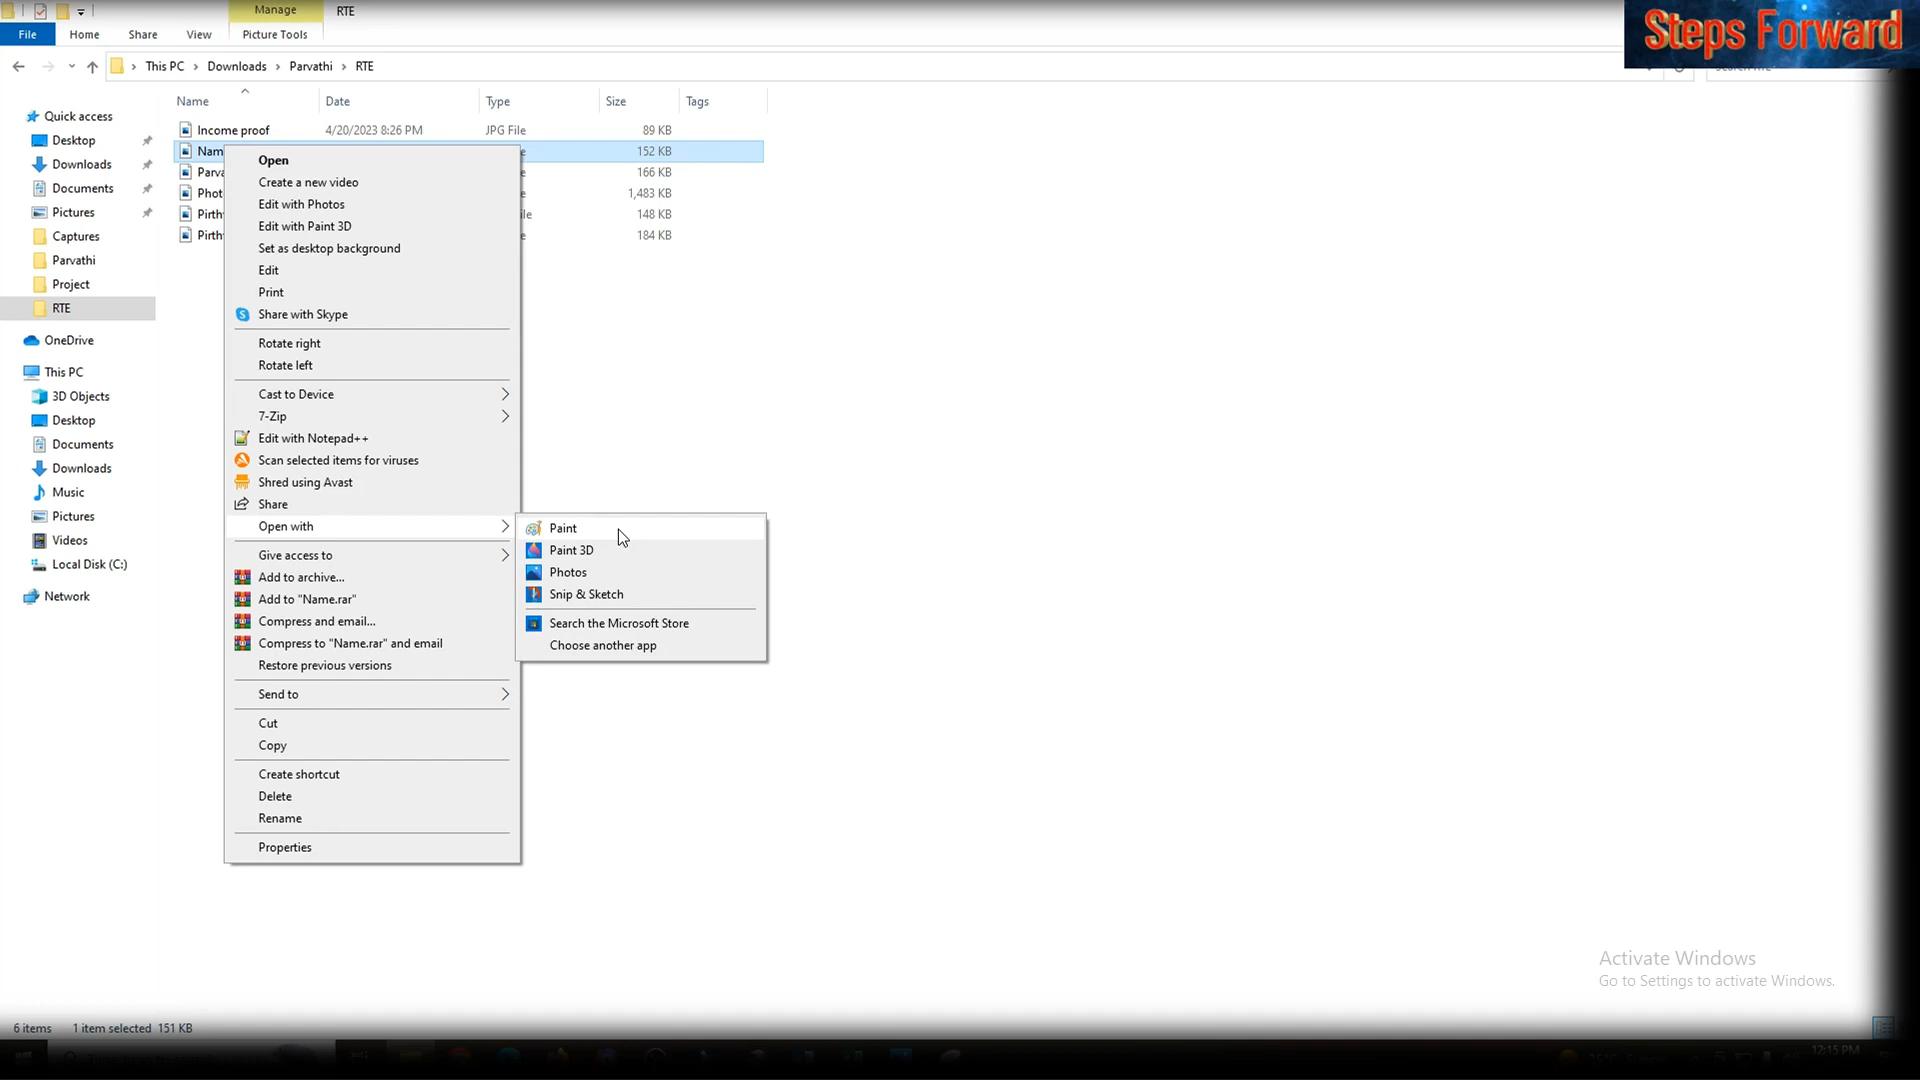 Manage
RTE
Steps Forward
File
Home
Share
View
Picture Tools
This PC
Downloads
Parvathi
RTE
Name
Date
Type
Size
Tags
Quick access
Desktop
Downloads
Documents
Pictures
Captures
Parvathi
Project
RTE
OneDrive
This PC
3D Objects
Desktop
Documents
Downloads
Music
Pictures
Videos
Local Disk (C:)
Network
Income proof 4/20/2023 8:26 PM JPG File 89 KB
Nam 152 KB
Parva 166 KB
Phot 1,483 KB
Pirth 148 KB
Pirth 184 KB
Open
Create a new video
Edit with Photos
Edit with Paint 3D
Set as desktop background
Edit
Print
Share with Skype
Rotate right
Rotate left
Cast to Device
7-Zip
Edit with Notepad++
Scan selected items for viruses
Shred using Avast
Share
Open with
Give access to
Add to archive...
Add to "Name.rar"
Compress and email...
Compress to "Name.rar" and email
Restore previous versions
Send to
Cut
Copy
Create shortcut
Delete
Rename
Properties
Paint
Paint 3D
Photos
Snip & Sketch
Search the Microsoft Store
Choose another app
Activate Windows
Go to Settings to activate Windows.
6 items
1 item selected 151 KB
12:15 PM